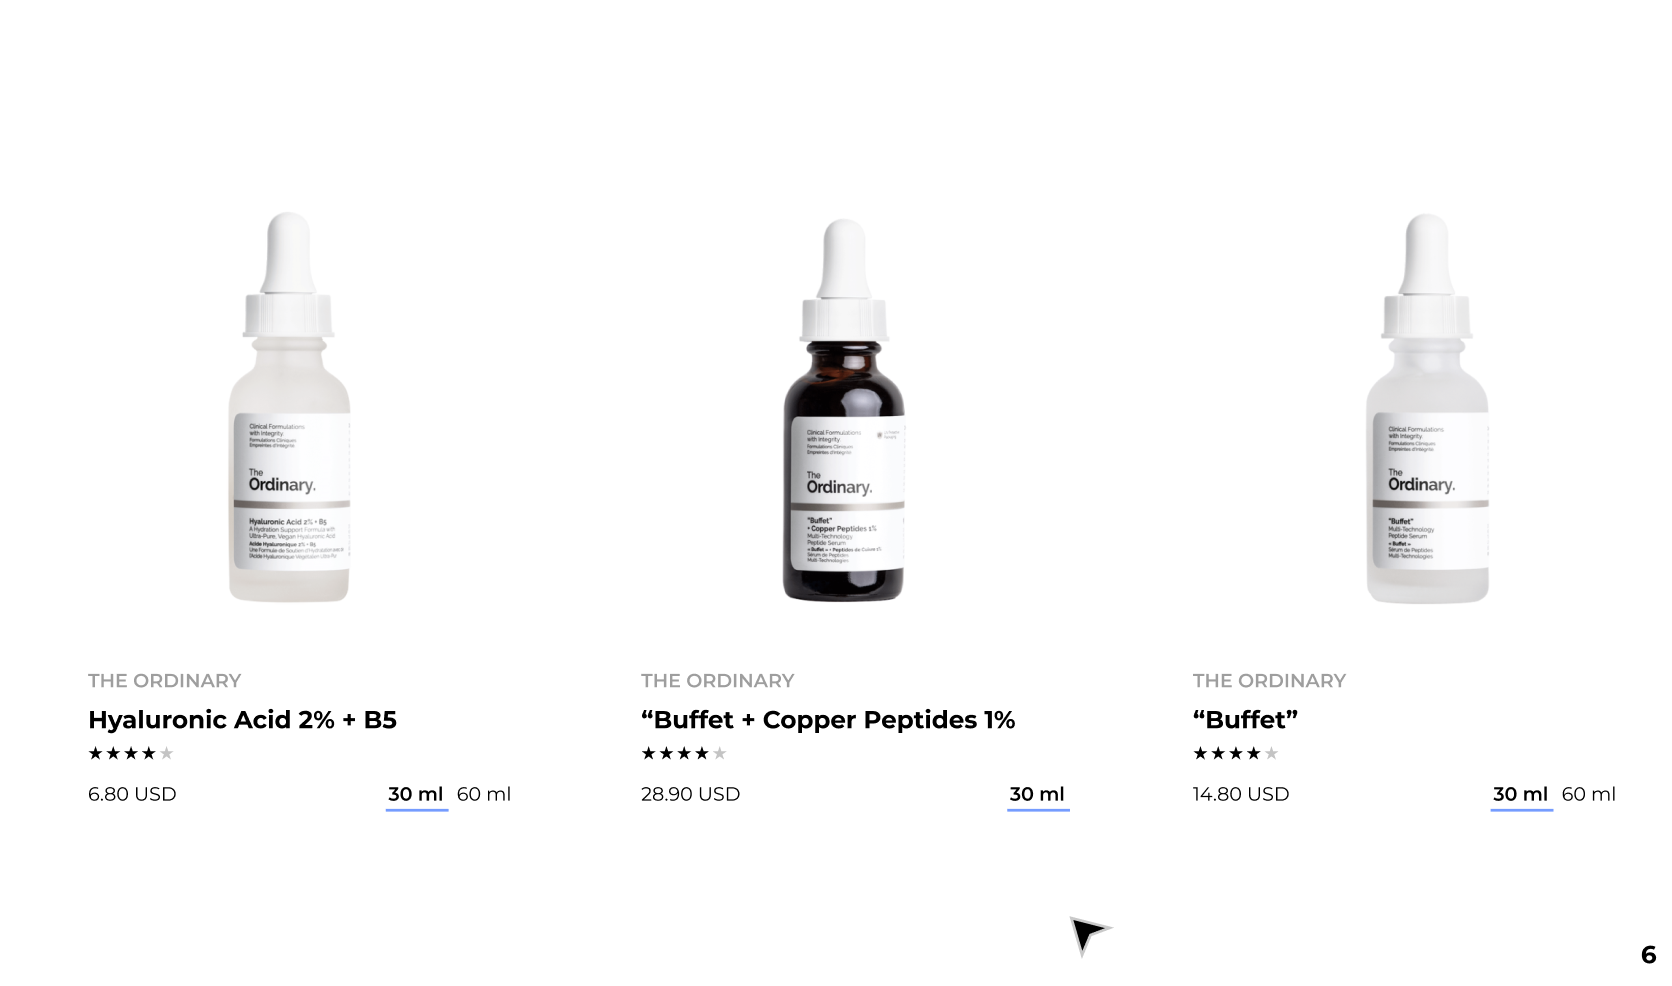 Clinical Formulations
with Integrity.
Formulations Cliniques
Empreintes d'Intégrité.
The
Ordinary.
Hyaluronic Acid 2% + B5
A Hydration Support Formula with
Ultra-Pure, Vegan Hyaluronic Acid
Acide Hyaluronique 2% + B5
Une Formule de Soutien d'Hydratation avec de
l'Acide Hyaluronique Végétalien Ultra-Pur
THE ORDINARY
Hyaluronic Acid 2% + B5
6.80 USD
30 ml 60 ml
Clinical Formulations
with Integrity.
Formulations Cliniques
Empreintes d'Intégrité.
The
Ordinary.
"Buffet"
+ Copper Peptides 1%
Multi-Technology
Peptide Serum
« Buffet » + Peptides de Cuivre 1%
Sérum de Peptides
Multi-Technologies
THE ORDINARY
“Buffet + Copper Peptides 1%
28.90 USD
30 ml
Clinical Formulations
with Integrity.
Formulations Cliniques
Empreintes d'Intégrité.
The
Ordinary.
"Buffet"
Multi-Technology
Peptide Serum
« Buffet »
Sérum de Peptides
Multi-Technologies
THE ORDINARY
“Buffet”
14.80 USD
30 ml 60 ml
6